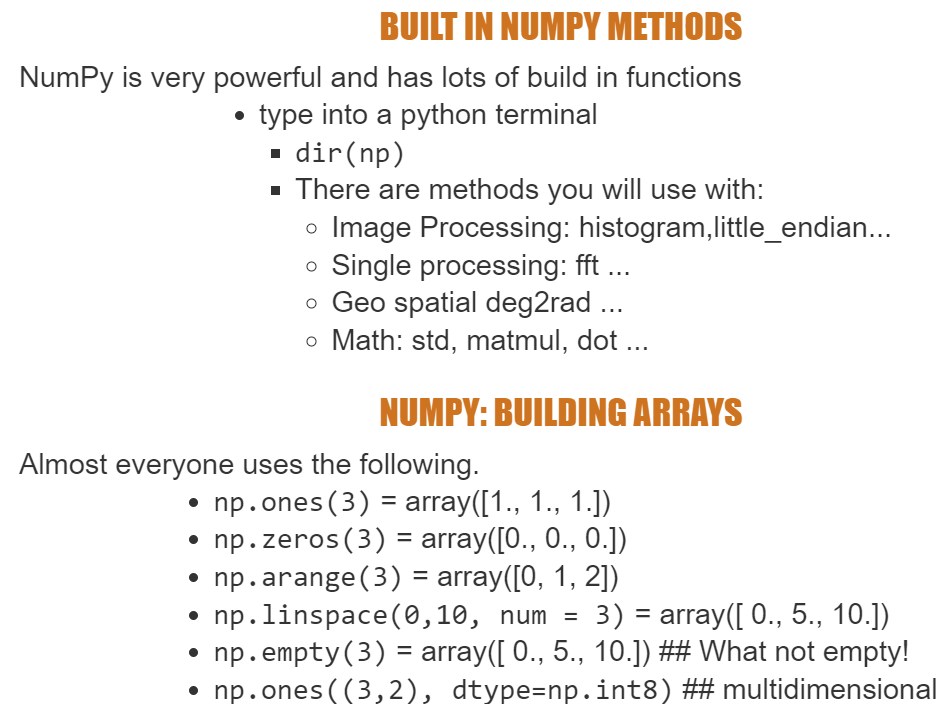 BUILT IN NUMPY METHODS
NumPy is very powerful and has lots of build in functions
type into a python terminal
dir(np)
There are methods you will use with:
Image Processing: histogram,little_endian...
Single processing: fft ...
Geo spatial deg2rad ...
Math: std, matmul, dot ...
NUMPY: BUILDING ARRAYS
Almost everyone uses the following.
np.ones(3) = array([1., 1., 1.])
np.zeros(3) = array([0., 0., 0.])
np.arange(3) = array([0, 1, 2])
np.linspace(0,10, num = 3) = array([ 0., 5., 10.])
np.empty(3) = array([ 0., 5., 10.]) ## What not empty!
np.ones((3,2), dtype=np.int8) ## multidimensional